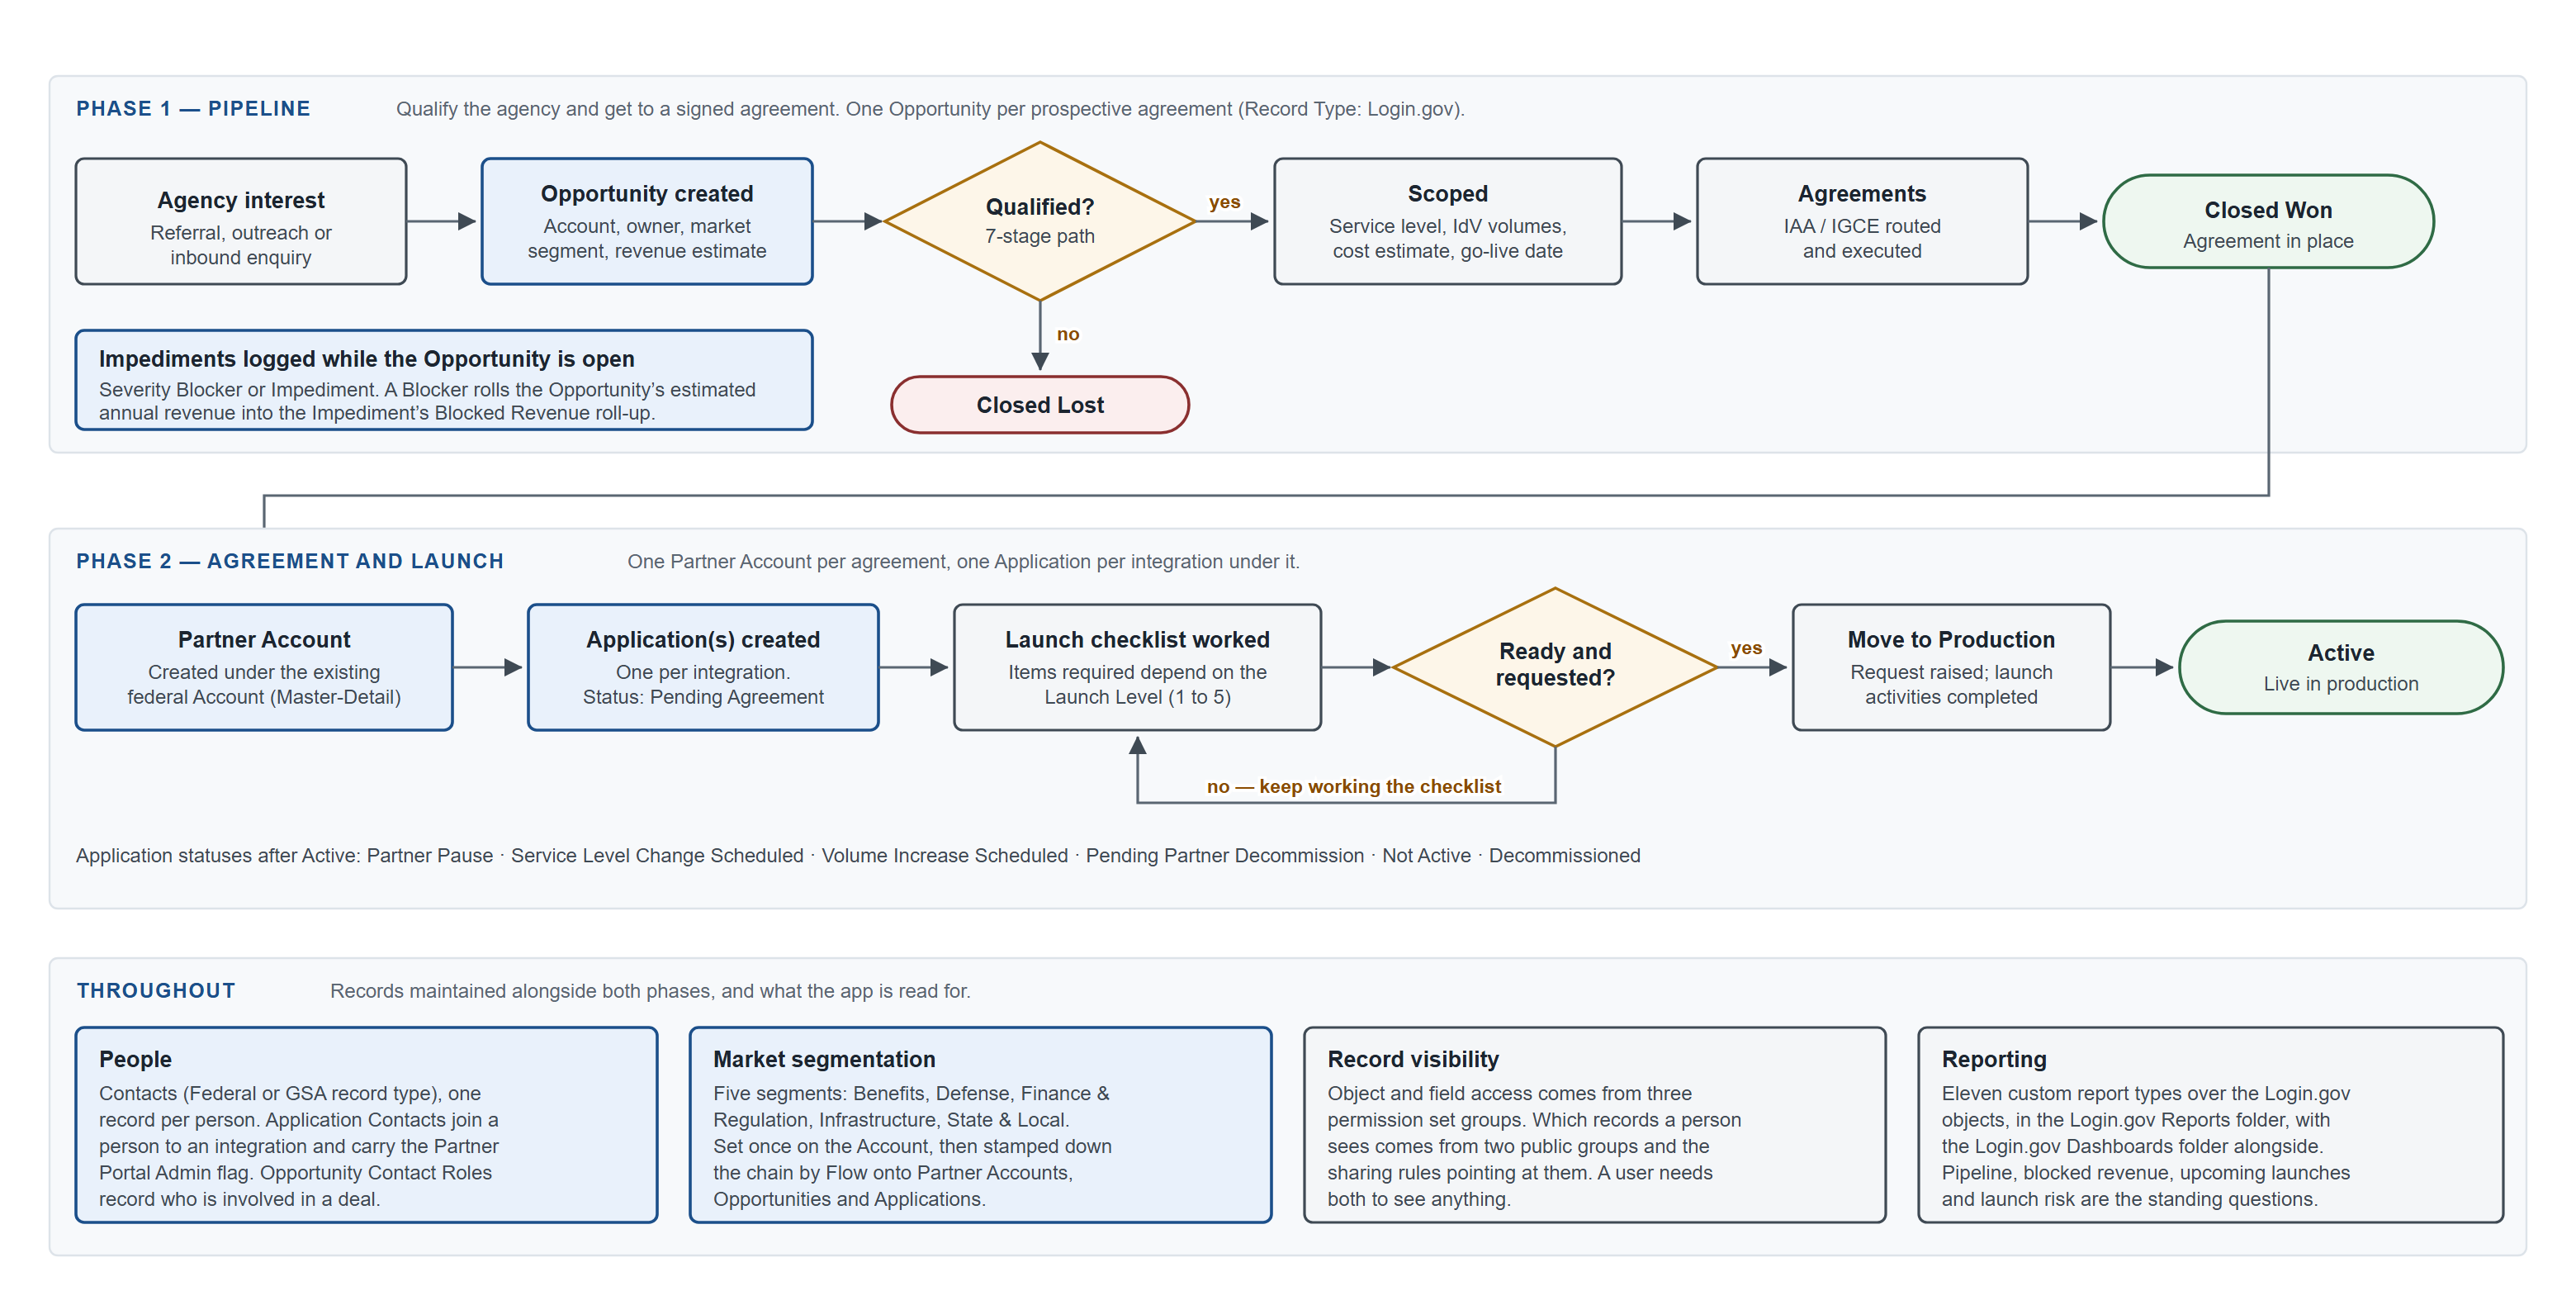 PHASE 1 — PIPELINE
Qualify the agency and get to a signed agreement. One Opportunity per prospective agreement (Record Type: Login.gov).
Agency interest
Referral, outreach or
inbound enquiry
Opportunity created
Account, owner, market
segment, revenue estimate
Qualified?
7-stage path
yes
Scoped
Service level, IdV volumes,
cost estimate, go-live date
Agreements
IAA / IGCE routed
and executed
Closed Won
Agreement in place
no
Closed Lost
Impediments logged while the Opportunity is open
Severity Blocker or Impediment. A Blocker rolls the Opportunity’s estimated
annual revenue into the Impediment’s Blocked Revenue roll-up.
PHASE 2 — AGREEMENT AND LAUNCH
One Partner Account per agreement, one Application per integration under it.
Partner Account
Created under the existing
federal Account (Master-Detail)
Application(s) created
One per integration.
Status: Pending Agreement
Launch checklist worked
Items required depend on the
Launch Level (1 to 5)
Ready and
requested?
yes
Move to Production
Request raised; launch
activities completed
Active
Live in production
no — keep working the checklist
Application statuses after Active: Partner Pause · Service Level Change Scheduled · Volume Increase Scheduled · Pending Partner Decommission · Not Active · Decommissioned
THROUGHOUT
Records maintained alongside both phases, and what the app is read for.
People
Contacts (Federal or GSA record type), one
record per person. Application Contacts join a
person to an integration and carry the Partner
Portal Admin flag. Opportunity Contact Roles
record who is involved in a deal.
Market segmentation
Five segments: Benefits, Defense, Finance &
Regulation, Infrastructure, State & Local.
Set once on the Account, then stamped down
the chain by Flow onto Partner Accounts,
Opportunities and Applications.
Record visibility
Object and field access comes from three
permission set groups. Which records a person
sees comes from two public groups and the
sharing rules pointing at them. A user needs
both to see anything.
Reporting
Eleven custom report types over the Login.gov
objects, in the Login.gov Reports folder, with
the Login.gov Dashboards folder alongside.
Pipeline, blocked revenue, upcoming launches
and launch risk are the standing questions.